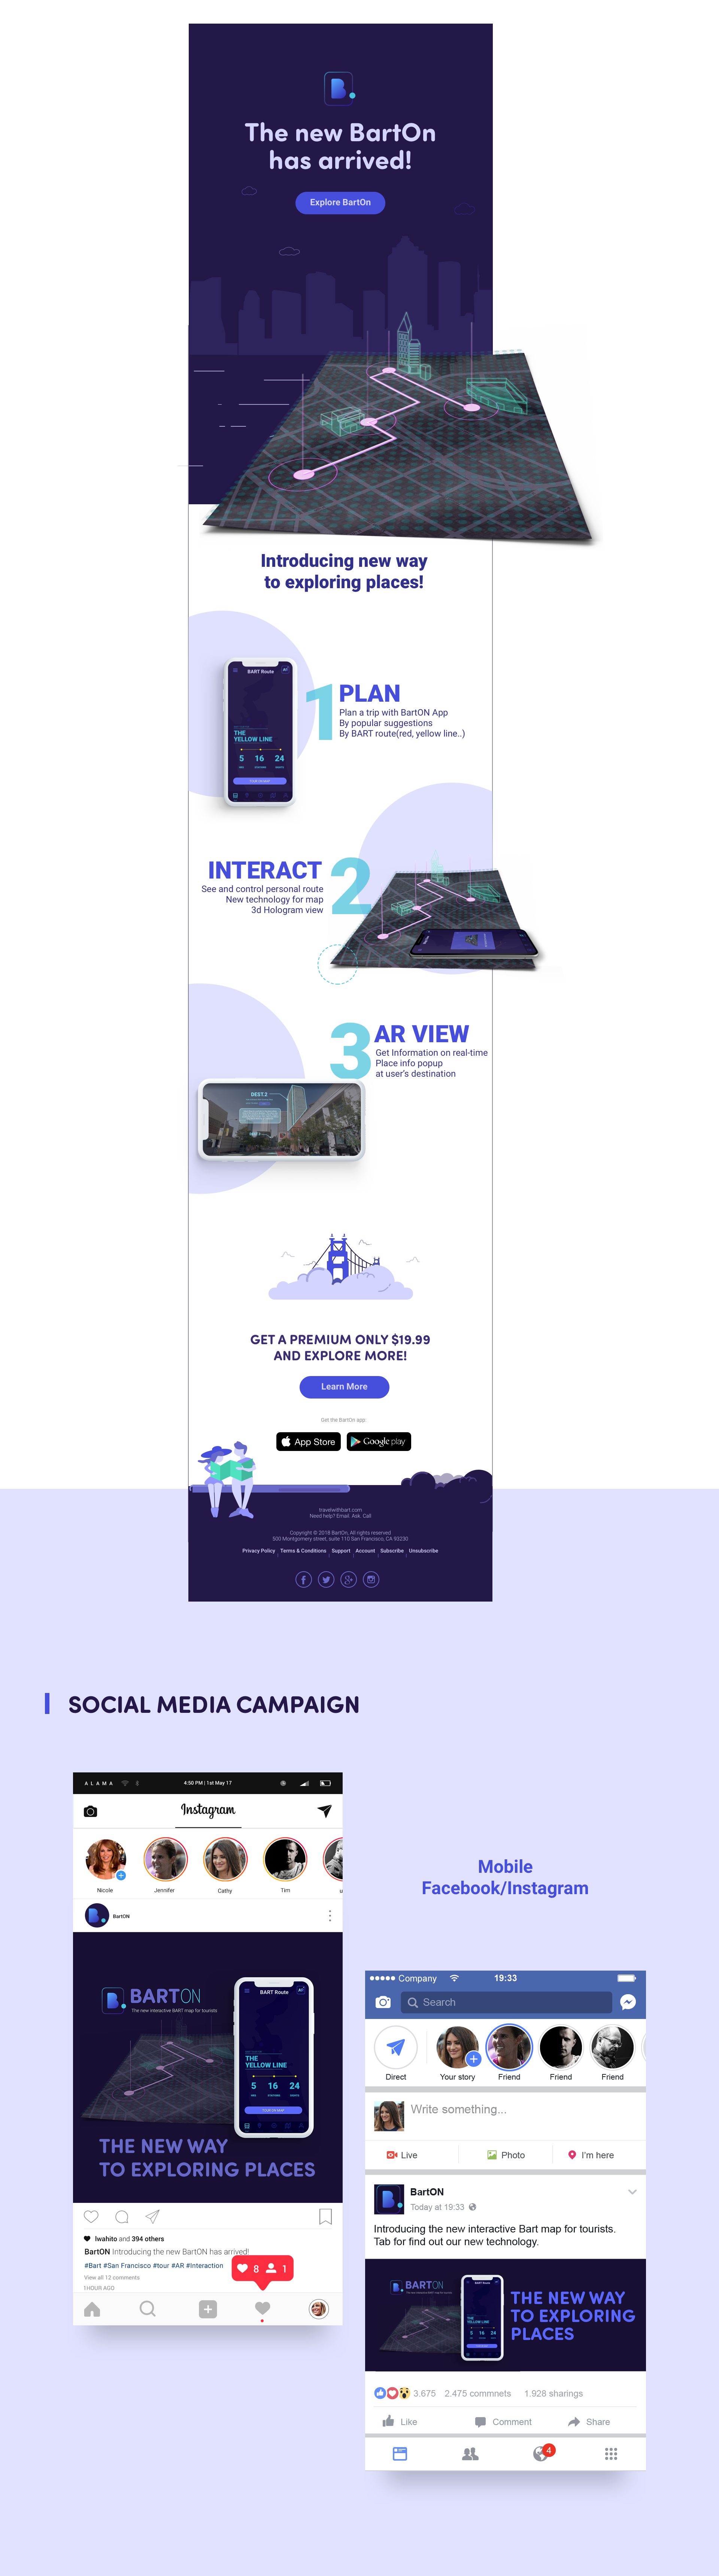 B.
The new BartOn
has arrived!
Explore BartOn
Introducing new way
to exploring places!
BART Route
THE
YELLOW LINE
5 16 24
1 PLAN
Plan a trip with BartON App
By popular suggestions
By BART route(red, yellow line..)
INTERACT 2
See and control personal route
New technology for map
3d Hologram view
3 AR VIEW
Get Information on real-time
Place info popup
at user's destination
DEST.2
GET A PREMIUM ONLY $19.99
AND EXPLORE MORE!
Learn More
Get the BartOn app:
App Store
Google play
travelwithbart.com
Need help? Email. Ask. Call
Copyright © 2018 BartOn, All rights reserved
500 Montgomery street, suite 110 San Francisco, CA 93230
Privacy Policy Terms & Conditions Support Account Subscribe Unsubscribe
SOCIAL MEDIA CAMPAIGN
ALAMA 4:50 PM | 1st May 17
Instagram
Nicole Jennifer Cathy Tim
BartON
B. BARTON
The new interactive BART map for tourists
BART Route
THE
YELLOW LINE
5 16 24
THE NEW WAY
TO EXPLORING PLACES
lwahito and 394 others
BartON Introducing the new BartON has arrived!
#Bart #San Francisco #tour #AR #Interaction
View all 12 comments
1 HOUR AGO
8 1
Mobile
Facebook/Instagram
Company 19:33
Search
Direct Your story Friend Friend Friend
Write something...
Live Photo I'm here
BartON
Today at 19:33
Introducing the new interactive Bart map for tourists.
Tab for find out our new technology.
B. BARTON
BART Route
THE NEW WAY
TO EXPLORING
PLACES
3.675 2.475 commnets 1.928 sharings
Like Comment Share
4